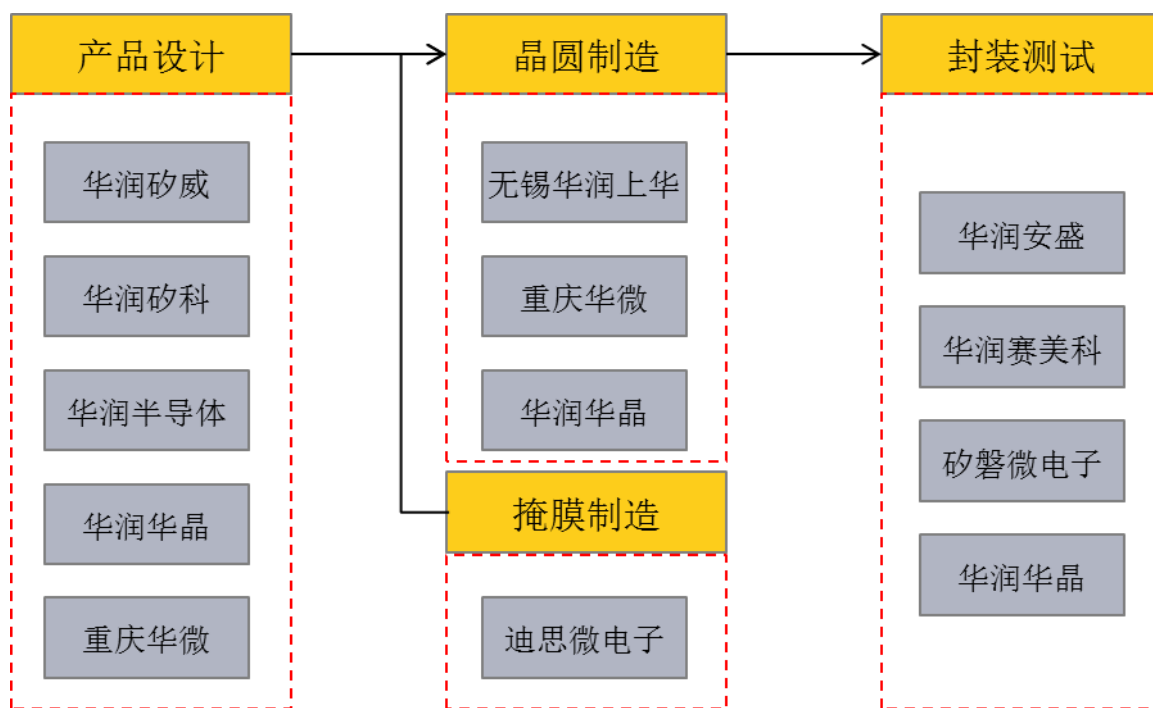 产品设计
华润矽威
华润矽科
华润半导体
华润华晶
重庆华微
晶圆制造
无锡华润上华
重庆华微
华润华晶
掩膜制造
迪思微电子
封装测试
华润安盛
华润赛美科
矽磐微电子
华润华晶